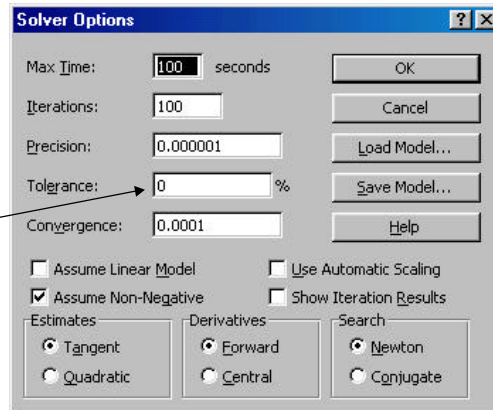 Solver Options
Max Time: 100 seconds OK
Iterations: 100 Cancel
Precision: 0.000001 Load Model...
Tolerance: 0 % Save Model...
Convergence: 0.0001 Help
Assume Linear Model Use Automatic Scaling
Assume Non-Negative Show Iteration Results
Estimates Derivatives Search
Tangent Forward Newton
Quadratic Central Conjugate